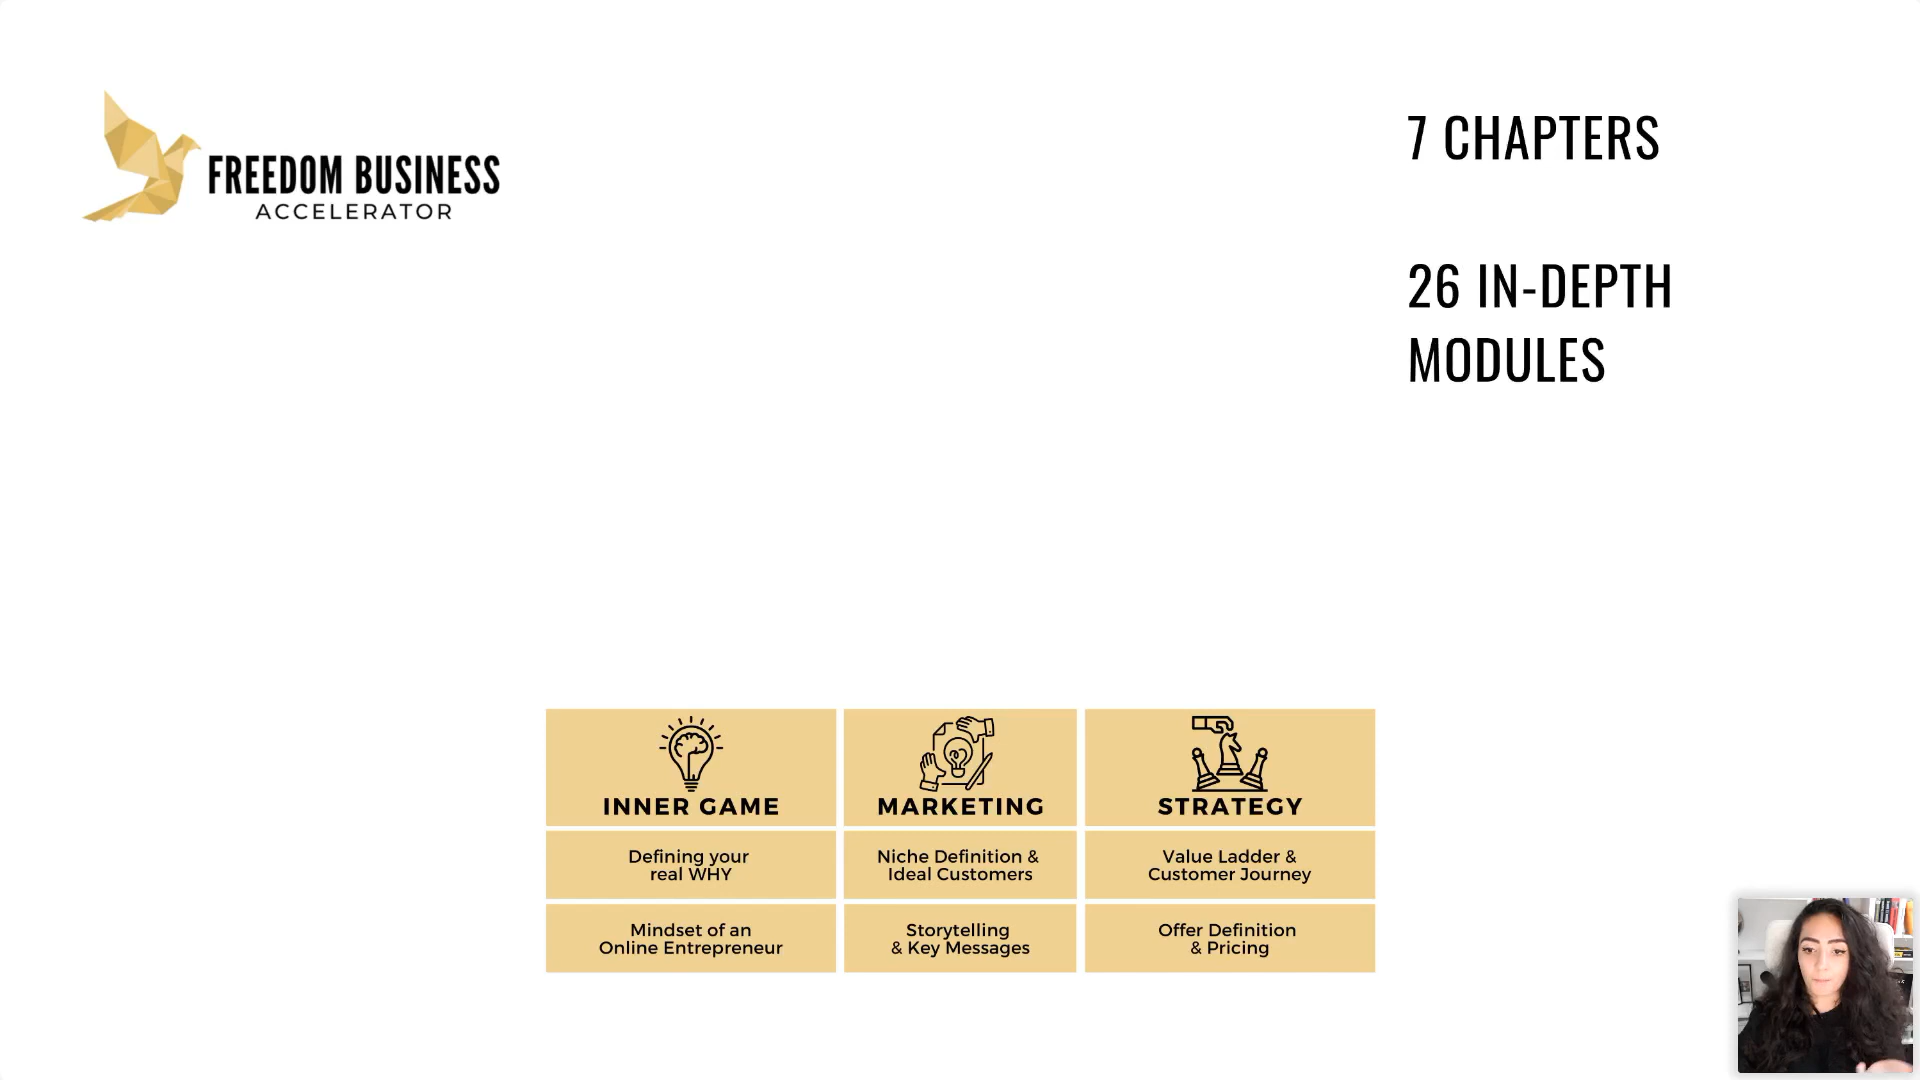 FREEDOM BUSINESS
ACCELERATOR
7 CHAPTERS
26 IN-DEPTH
MODULES
INNER GAME
Defining your
real WHY
Mindset of an
Online Entrepreneur
MARKETING
Niche Definition &
Ideal Customers
Storytelling
& Key Messages
STRATEGY
Value Ladder &
Customer Journey
Offer Definition
& Pricing